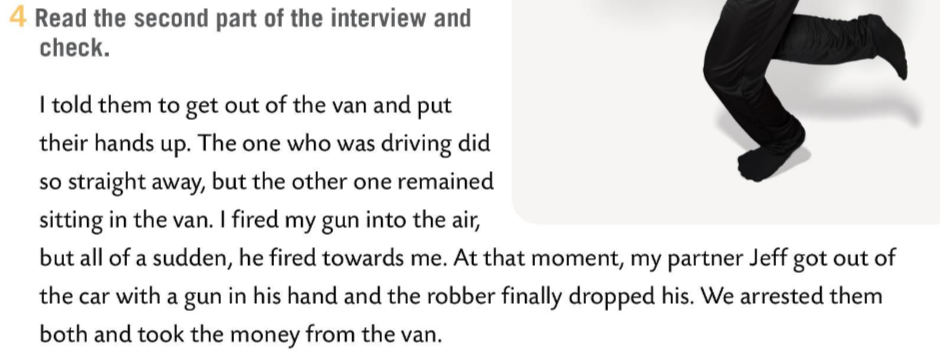 4 Read the second part of the interview and
check.
I told them to get out of the van and put
their hands up. The one who was driving did
so straight away, but the other one remained
sitting in the van. I fired my gun into the air,
but all of a sudden, he fired towards me. At that moment, my partner Jeff got out of
the car with a gun in his hand and the robber finally dropped his. We arrested them
both and took the money from the van.